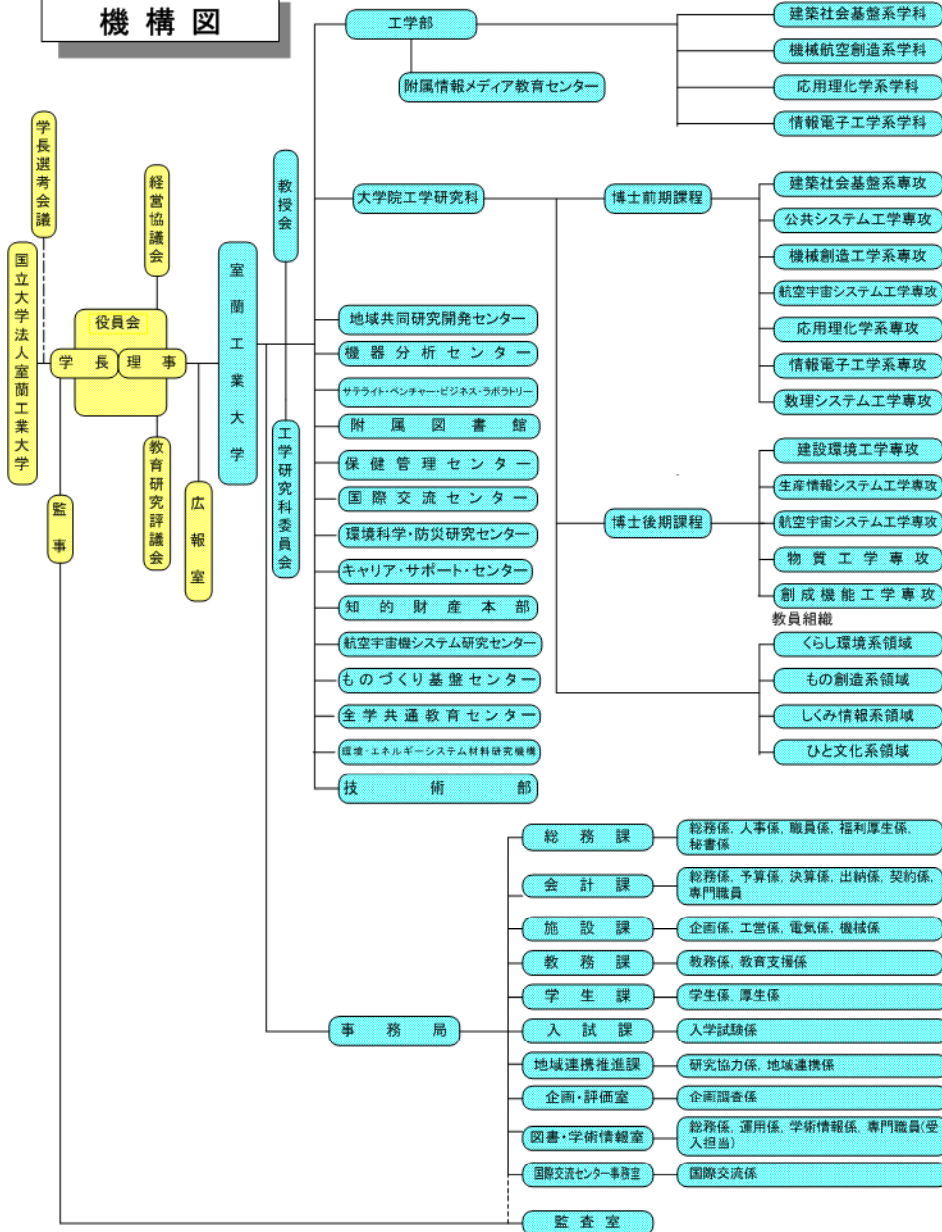 機構図
学長選考会議
国立大学法人室蘭工業大学
経営協議会
役員会
学長
理事
教育研究評議会
監事
広報室
室蘭工業大学
教授会
工学研究科委員会
工学部
附属情報メディア教育センター
建築社会基盤系学科
機械航空創造系学科
応用理化学系学科
情報電子工学系学科
大学院工学研究科
博士前期課程
建築社会基盤系専攻
公共システム工学専攻
機械創造工学系専攻
航空宇宙システム工学専攻
応用理化学系専攻
情報電子工学系専攻
数理システム工学専攻
博士後期課程
建設環境工学専攻
生産情報システム工学専攻
航空宇宙システム工学専攻
物質工学専攻
創成機能工学専攻
教員組織
くらし環境系領域
もの創造系領域
しくみ情報系領域
ひと文化系領域
地域共同研究開発センター
機器分析センター
サテライト・ベンチャー・ビジネス・ラボラトリー
附属図書館
保健管理センター
国際交流センター
環境科学・防災研究センター
キャリア・サポート・センター
知的財産本部
航空宇宙機システム研究センター
ものづくり基盤センター
全学共通教育センター
環境・エネルギーシステム材料研究機構
技術部
事務局
総務課
総務係, 人事係, 職員係, 福利厚生係,
秘書係
会計課
総務係, 予算係, 決算係, 出納係, 契約係,
専門職員
施設課
企画係, 工営係, 電気係, 機械係
教務課
教務係, 教育支援係
学生課
学生係, 厚生係
入試課
入学試験係
地域連携推進課
研究協力係, 地域連携係
企画・評価室
企画調査係
図書・学術情報室
総務係, 運用係, 学術情報係, 専門職員(受
入担当)
国際交流センター事務室
国際交流係
監査室